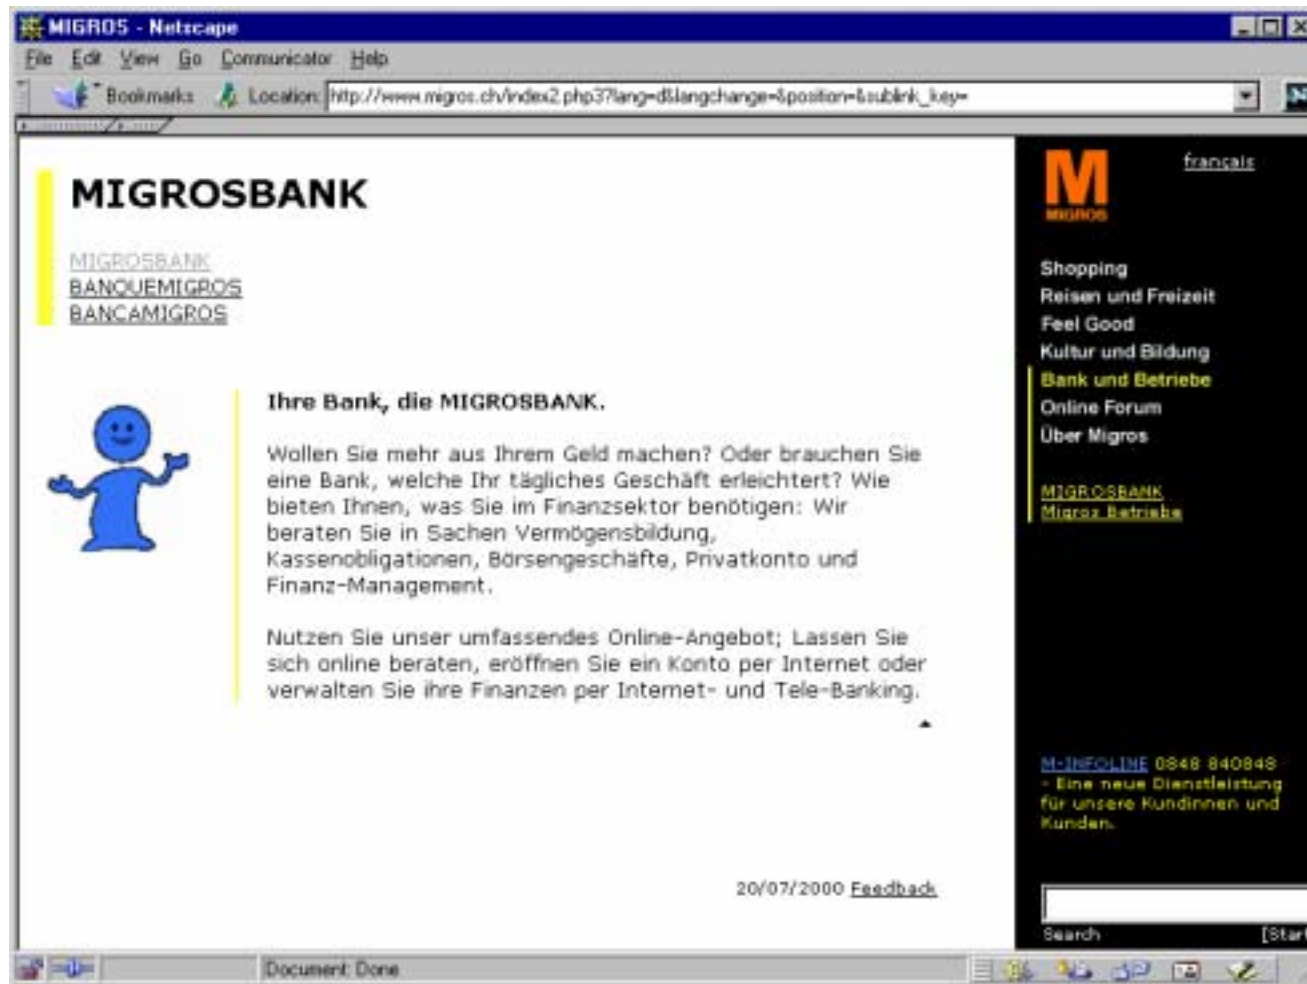 MIGROS - Netscape
File Edit View Go Communicator Help
Bookmarks Location: http://www.migros.ch/index2.php3?lang=d&langchange=&position=&sublink_key=
MIGROSBANK
MIGROSBANK
BANQUEMIGROS
BANCAMIGROS
Ihre Bank, die MIGROSBANK.
Wollen Sie mehr aus Ihrem Geld machen? Oder brauchen Sie
eine Bank, welche Ihr tägliches Geschäft erleichtert? Wie
bieten Ihnen, was Sie im Finanzsektor benötigen: Wir
beraten Sie in Sachen Vermögensbildung,
Kassenobligationen, Börsengeschäfte, Privatkonto und
Finanz-Management.
Nutzen Sie unser umfassendes Online-Angebot; Lassen Sie
sich online beraten, eröffnen Sie ein Konto per Internet oder
verwalten Sie ihre Finanzen per Internet- und Tele-Banking.
20/07/2000 Feedback
français
M
MIGROS
Shopping
Reisen und Freizeit
Feel Good
Kultur und Bildung
Bank und Betriebe
Online Forum
Über Migros
MIGROSBANK
Migros Betriebe
M-INFOLINE 0848 840848
- Eine neue Dienstleistung
für unsere Kundinnen und
Kunden.
Search [Start
Document: Done